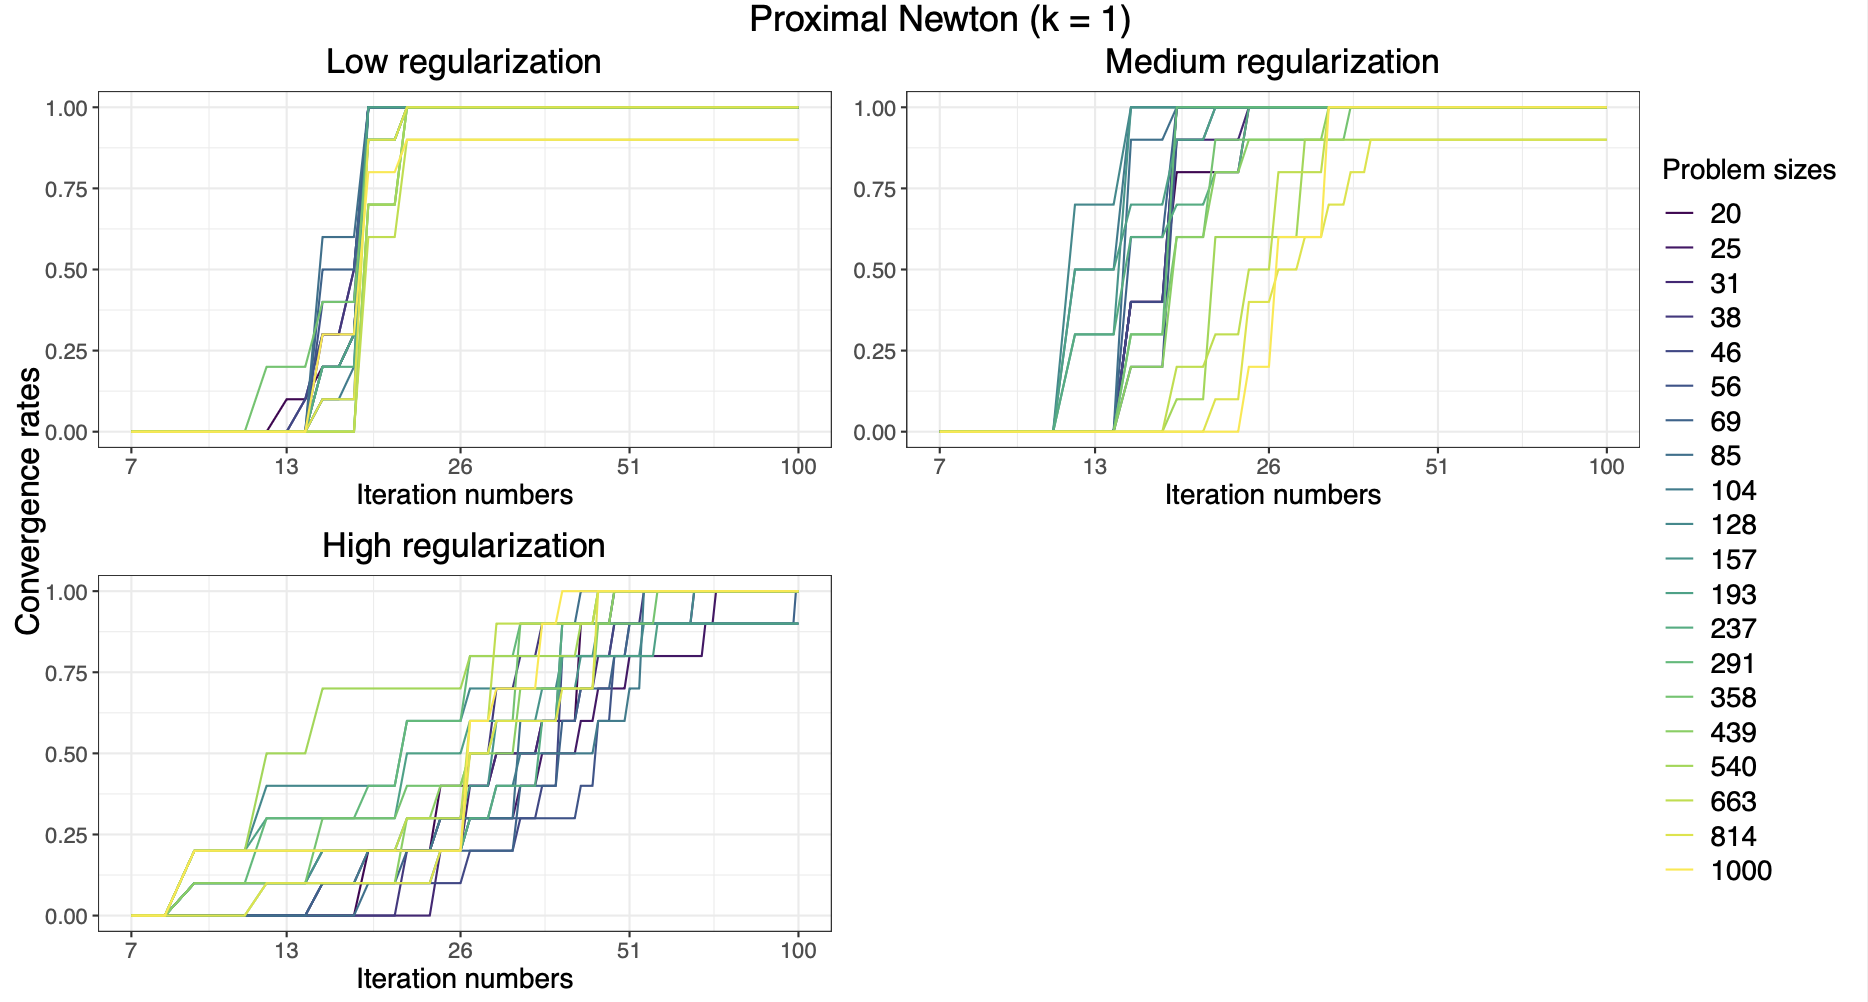 Proximal Newton (k = 1)
Low regularization
1.00
0.75
0.50
0.25
0.00
7 13 26 51 100
Iteration numbers
Medium regularization
1.00
0.75
0.50
0.25
0.00
7 13 26 51 100
Iteration numbers
Convergence rates
High regularization
1.00
0.75
0.50
0.25
0.00
7 13 26 51 100
Iteration numbers
Problem sizes
20
25
31
38
46
56
69
85
104
128
157
193
237
291
358
439
540
663
814
1000